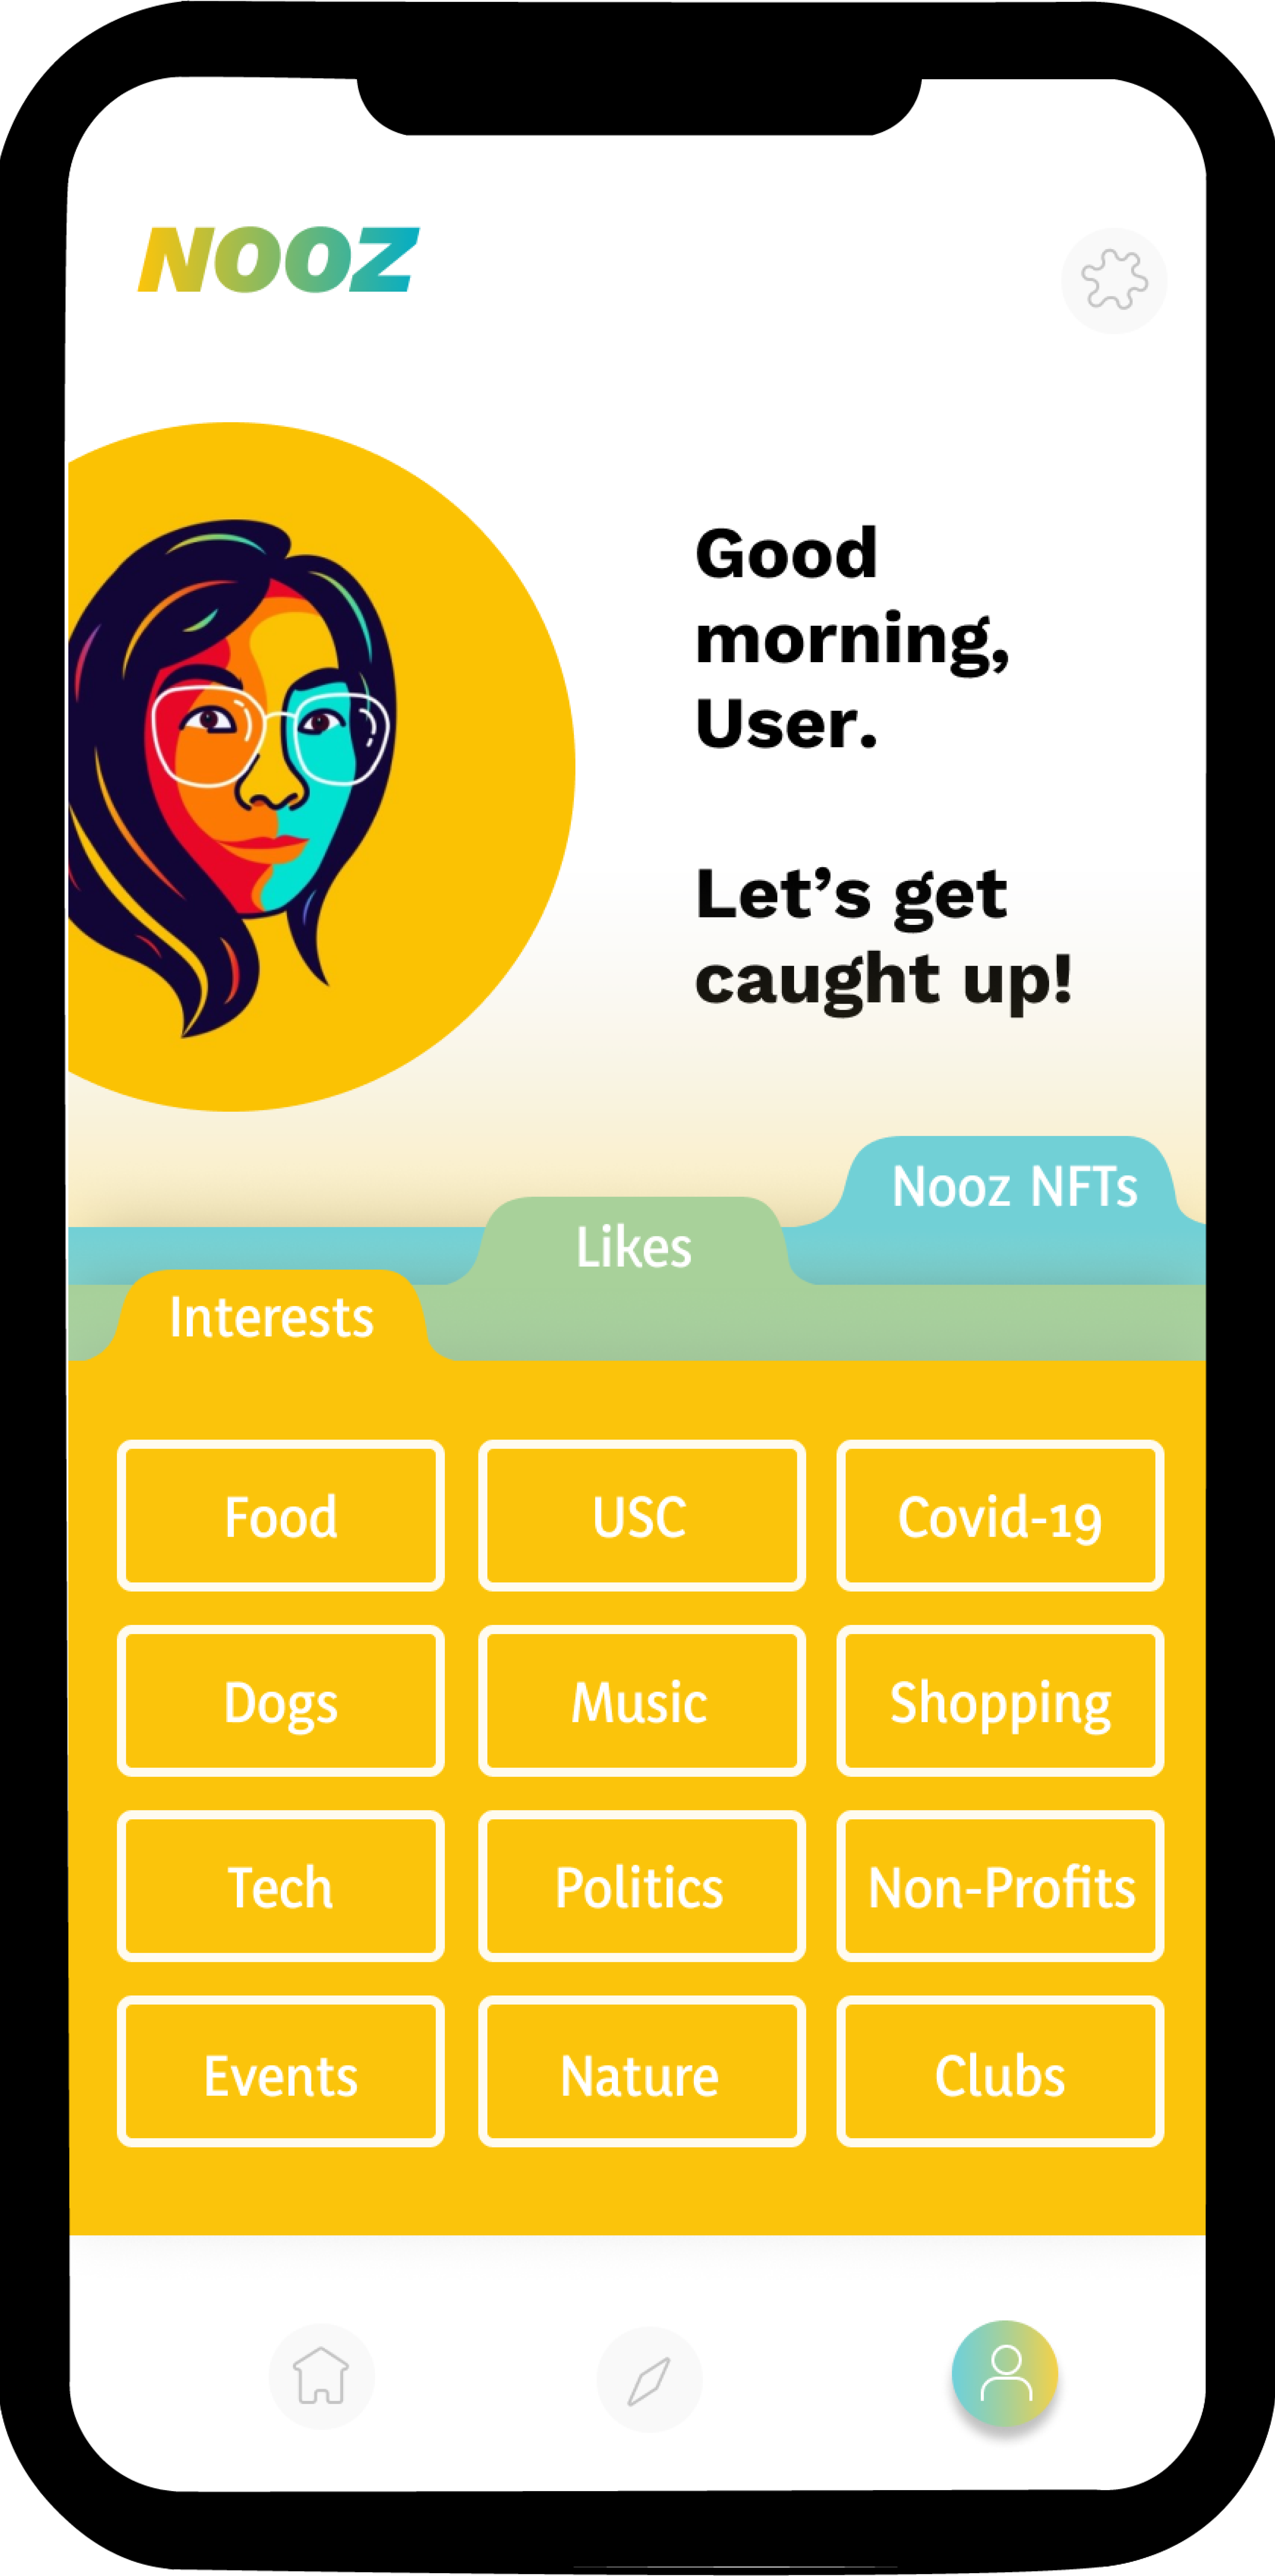 NOOZ
Good
morning,
User.
Let's get
caught up!
Nooz NFTs
Likes
Interests
Food
USC
Covid-19
Dogs
Music
Shopping
Tech
Politics
Non-Profits
Events
Nature
Clubs